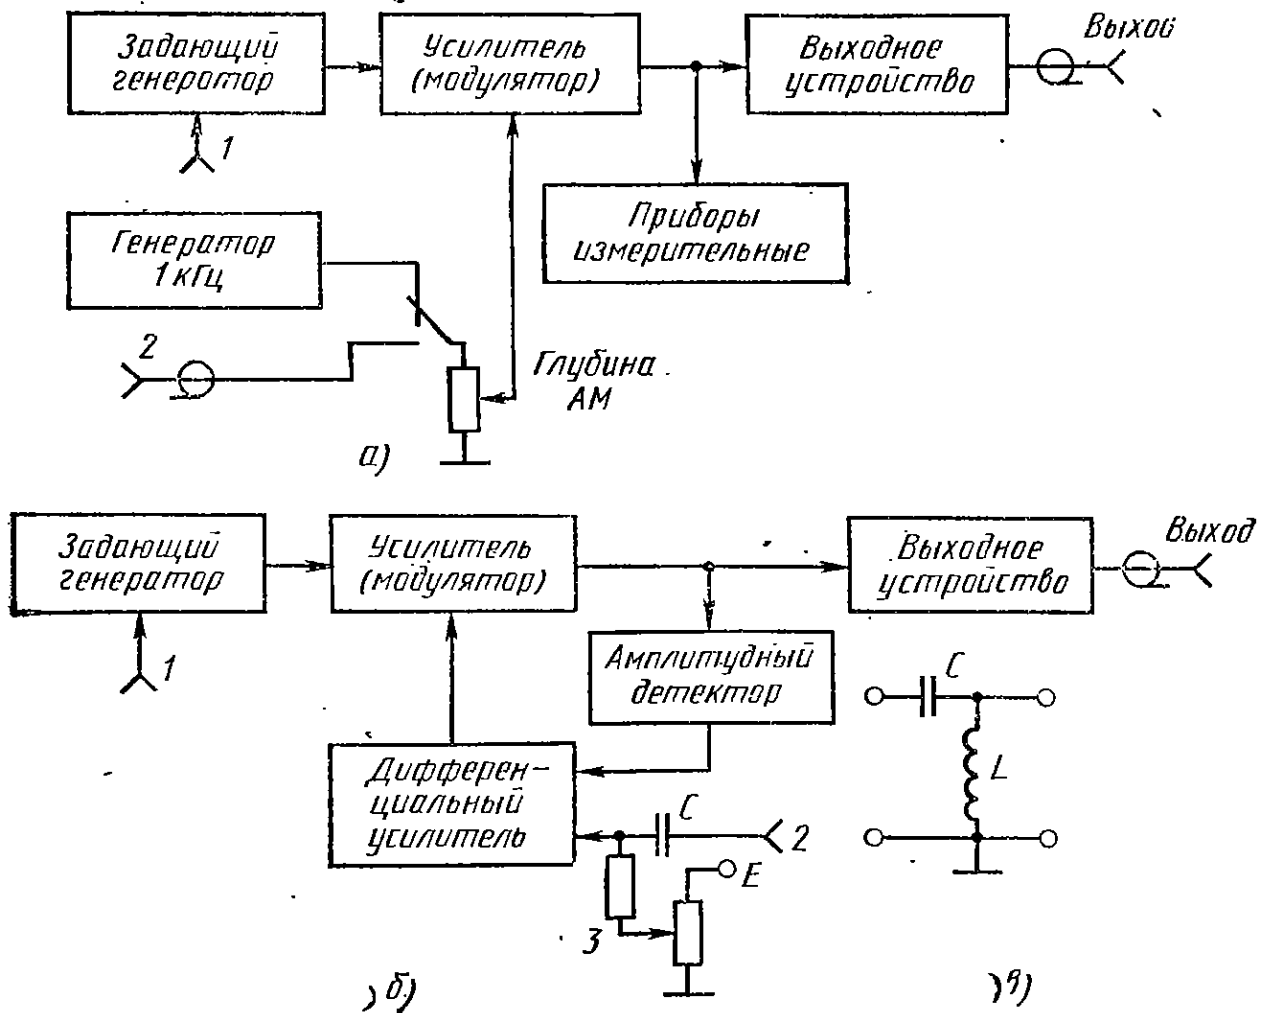 Задающий
генератор
Усилитель
(модулятор)
Выходное
устройство
Выход
1
Приборы
измерительные
Генератор
1 кГц
2
Глубина
АМ
а)
Задающий
генератор
Усилитель
(модулятор)
Выходное
устройство
Выход
1
Амплитудный
детектор
C
L
Дифферен-
циальный
усилитель
C
2
E
3
б)
в)